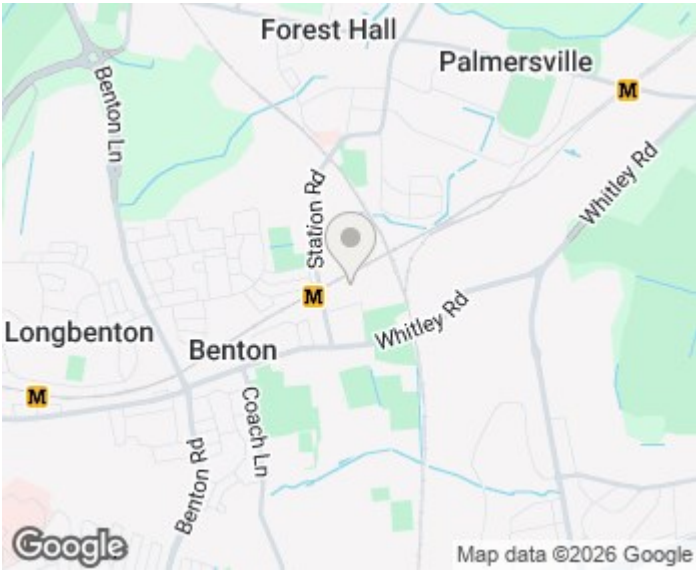 Forest Hall
Palmersville
M
Benton Ln
Whitley Rd
Station Rd
M
Longbenton
Benton
Whitley Rd
M
Coach Ln
Benton Rd
Google
Map data ©2026 Google